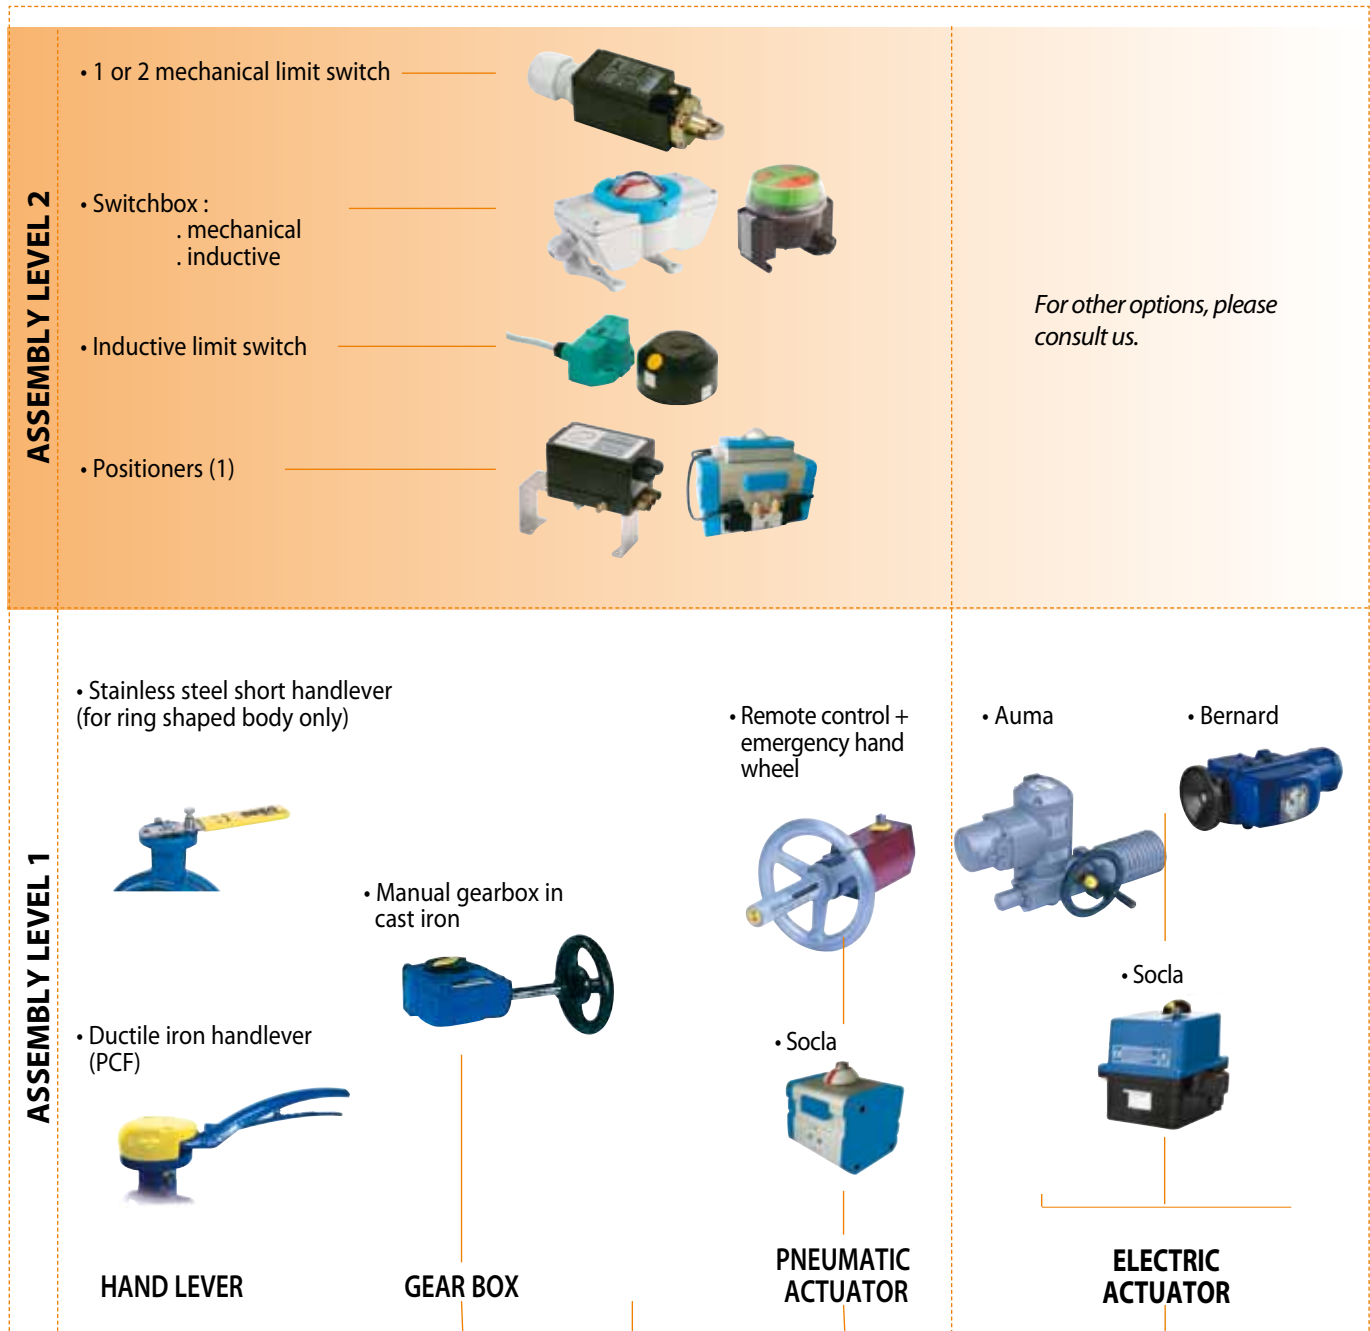 ASSEMBLY LEVEL 2
• 1 or 2 mechanical limit switch
• Switchbox :
. mechanical
. inductive
• Inductive limit switch
• Positioners (1)
For other options, please
consult us.
ASSEMBLY LEVEL 1
• Stainless steel short handlever
(for ring shaped body only)
• Ductile iron handlever
(PCF)
• Manual gearbox in
cast iron
• Remote control +
emergency hand
wheel
• Socla
• Auma
• Bernard
• Socla
HAND LEVER
GEAR BOX
PNEUMATIC
ACTUATOR
ELECTRIC
ACTUATOR